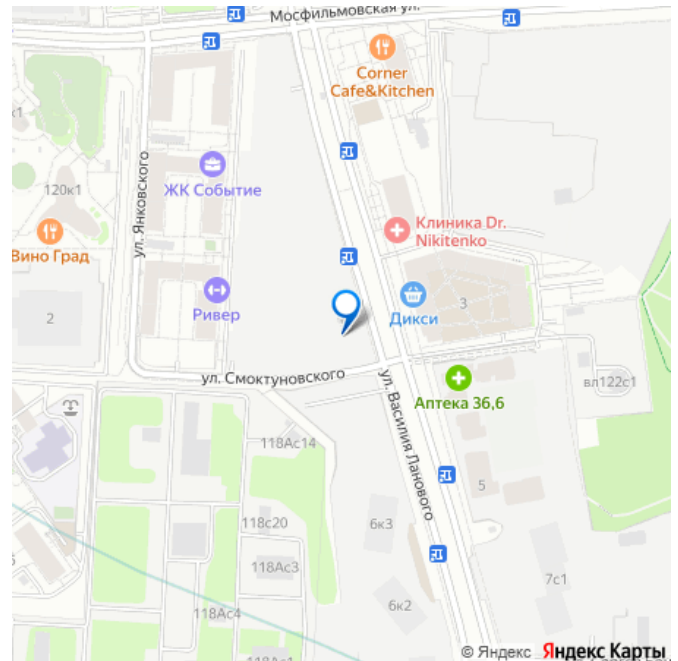 Мосфильмовская ул.
Corner
Cafe&Kitchen
к1
ул. Янковского
120к1
ЖК Событие
Вино Град
Клиника Dr.
Nikitenko
2
Ривер
Дикси
3
ул. Смоктуновского
ул. Василия Ланового
Аптека 36,6
вл122с1
118Ас14
5
118с20
6к3
118Ас3
7с1
118Ас4
6к2
© Яндекс Яндекс Карты